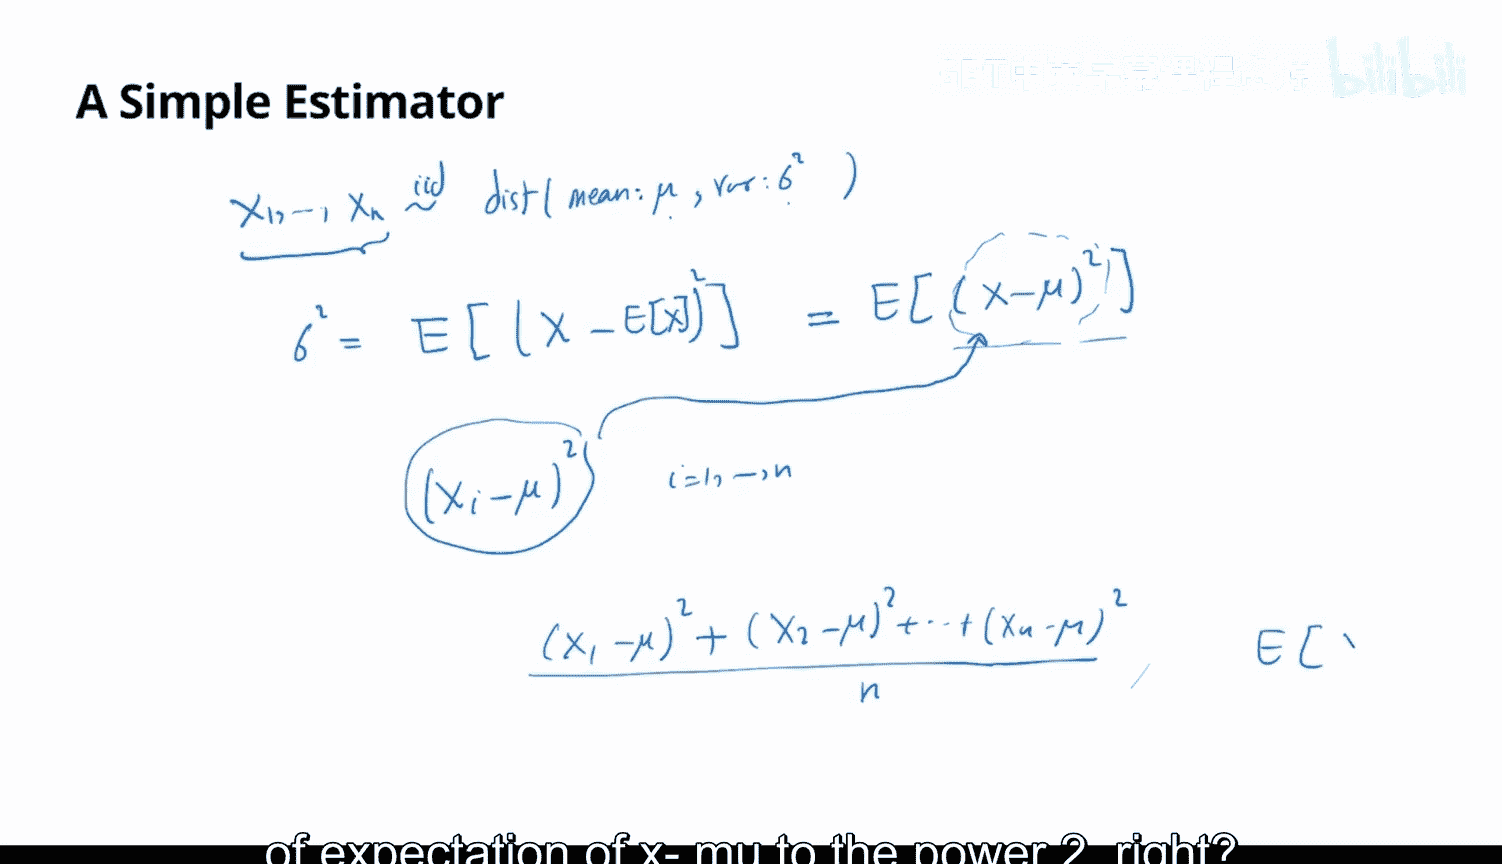 bilibili
A Simple Estimator
X1, –, Xn iid ~ dist( mean: μ , var: σ² )
σ² = E[(X – E[X])²] = E[(X–μ)²]
(Xi – μ)² i=1, –, n
(X1 – μ)² + (X2 – μ)² + ··· + (Xn – μ)² E[
n
of expectation of x- mu to the power 2, right?